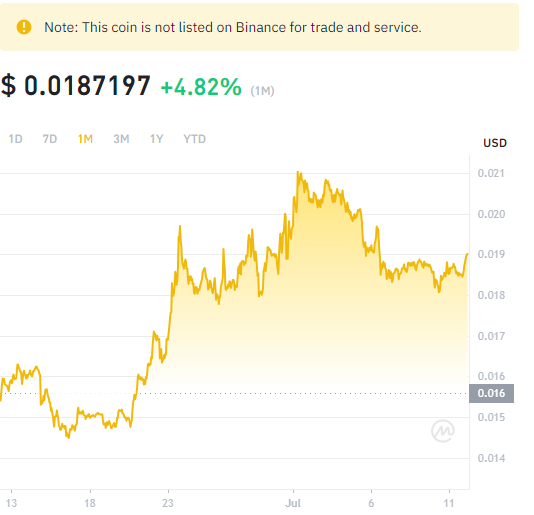 Note: This coin is not listed on Binance for trade and service.
$ 0.0187197 +4.82% (1M)
1D 7D 1M 3M 1Y YTD
USD
0.021
0.020
0.019
0.018
0.017
0.016
0.016
0.015
0.014
13 18 23 Jul 6 11